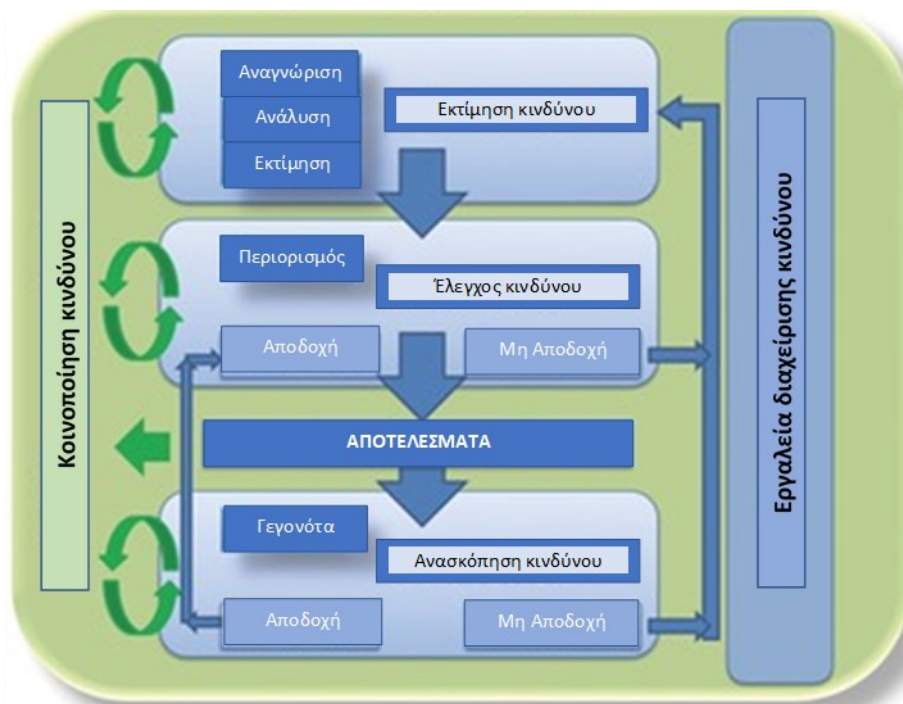 Κοινοποίηση κινδύνου
Αναγνώριση
Ανάλυση
Εκτίμηση
Εκτίμηση κινδύνου
Περιορισμός
Έλεγχος κινδύνου
Αποδοχή
Μη Αποδοχή
ΑΠΟΤΕΛΕΣΜΑΤΑ
Γεγονότα
Ανασκόπηση κινδύνου
Αποδοχή
Μη Αποδοχή
Εργαλεία διαχείρισης κινδύνου